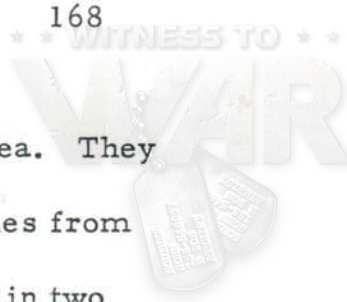 168
WITNESS TO
WAR
ea. They
es from
in two